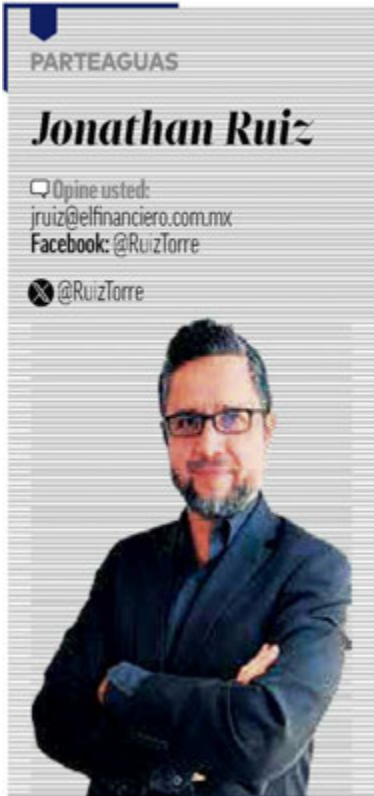 PARTEAGUAS
Jonathan Ruiz
Opine usted:
jruiz@elfinanciero.com.mx
Facebook: @RuizTorre
@RuizTorre